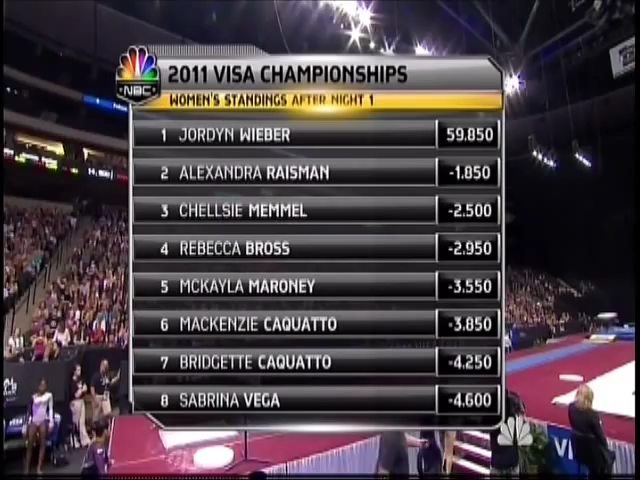 NBC
2011 VISA CHAMPIONSHIPS
WOMEN'S STANDINGS AFTER NIGHT 1
1 JORDYN WIEBER 59.850
2 ALEXANDRA RAISMAN -1.850
3 CHELLSIE MEMMEL -2.500
4 REBECCA BROSS -2.950
5 MCKAYLA MARONEY -3.550
6 MACKENZIE CAQUATTO -3.850
7 BRIDGETTE CAQUATTO -4.250
8 SABRINA VEGA -4.600
VI